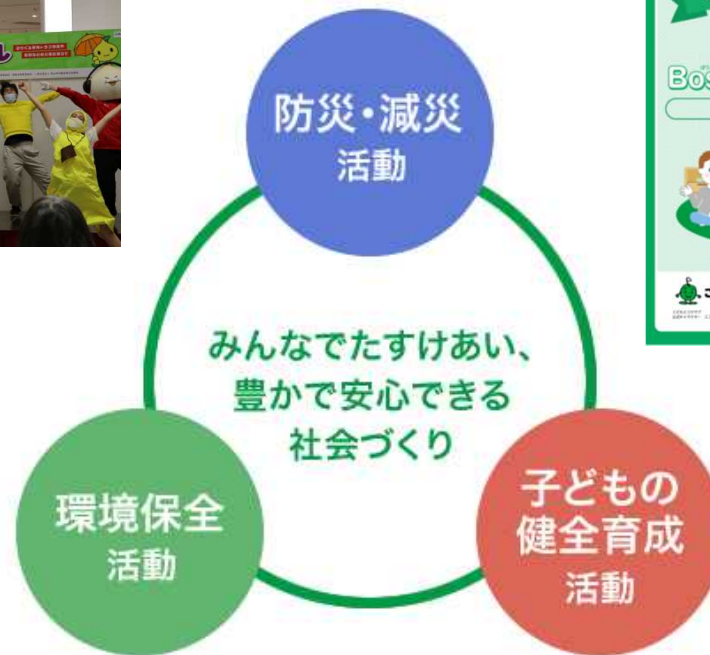 防災・減災
活動
みんなでたすけあい、
豊かで安心できる
社会づくり
環境保全
活動
子どもの
健全育成
活動
Bos